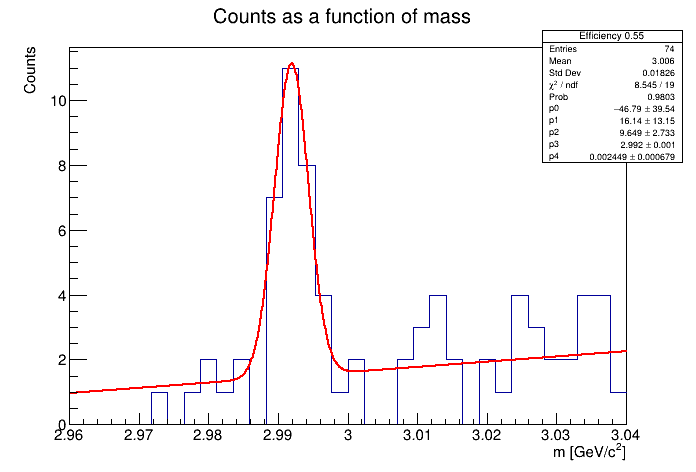 Counts as a function of mass
Efficiency 0.55
Entries 74
Mean 3.006
Std Dev 0.01826
χ² / ndf 8.545 / 19
Prob 0.9803
p0 −46.79 ± 39.54
p1 16.14 ± 13.15
p2 9.649 ± 2.733
p3 2.992 ± 0.001
p4 0.002449 ± 0.000679
Counts
10
8
6
4
2
0
2.96 2.97 2.98 2.99 3 3.01 3.02 3.03 3.04
m [GeV/c²]